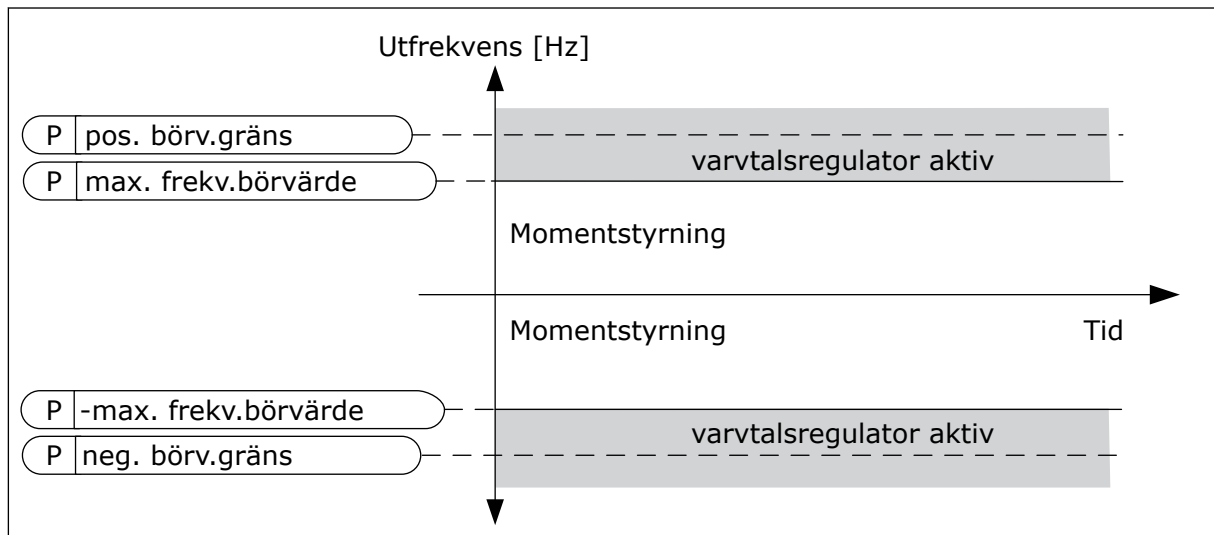 Utfrekvens [Hz]
P pos. börv.gräns
varvtalsregulator aktiv
P max. frekv.börvärde
Momentstyrning
Momentstyrning
Tid
P -max. frekv.börvärde
varvtalsregulator aktiv
P neg. börv.gräns